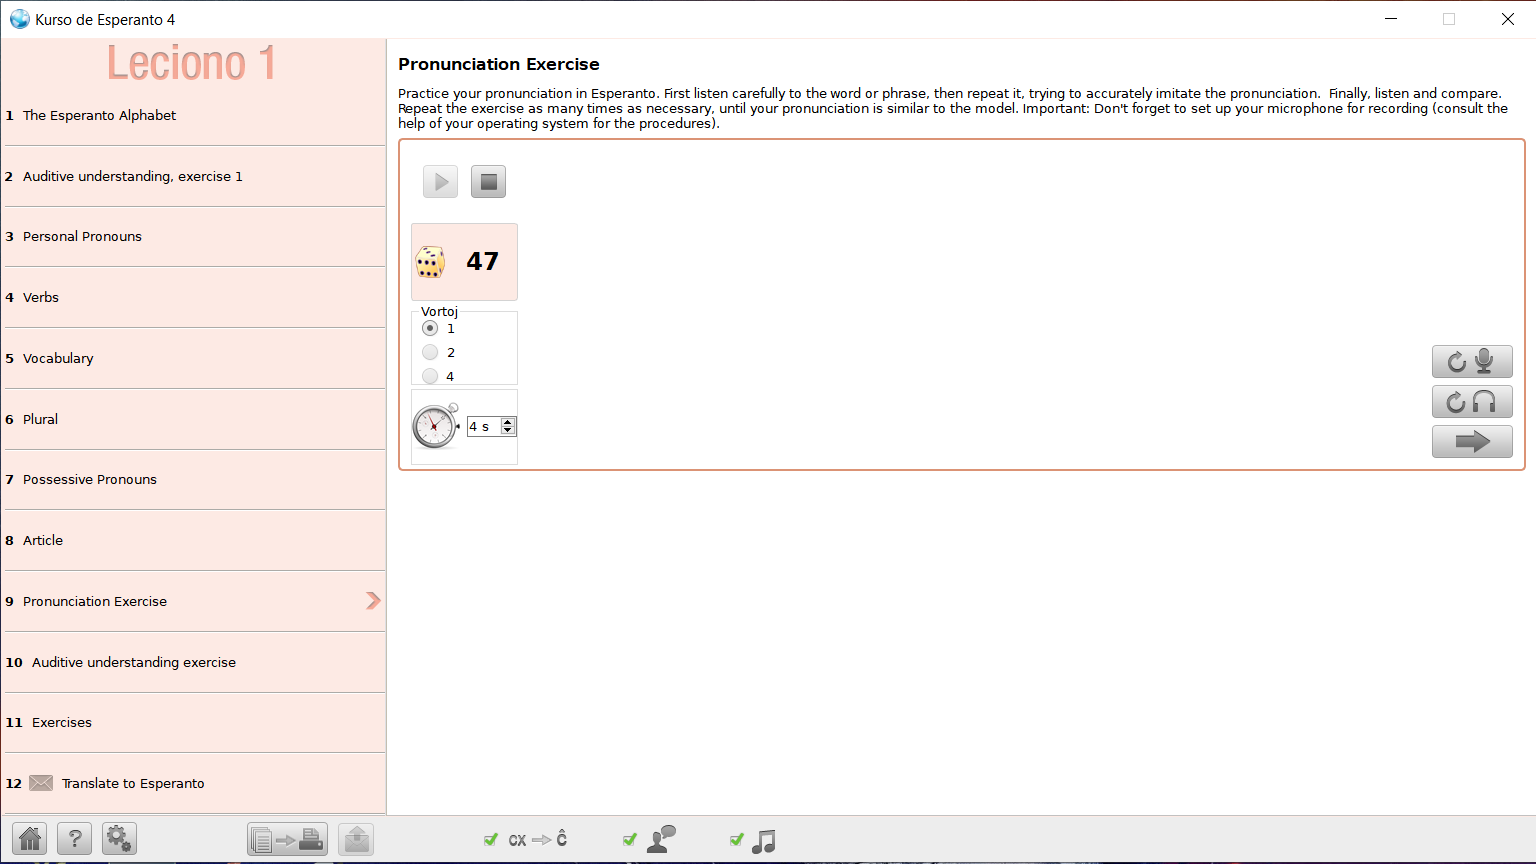 Kurso de Esperanto 4
Leciono 1
1 The Esperanto Alphabet
2 Auditive understanding, exercise 1
3 Personal Pronouns
4 Verbs
5 Vocabulary
6 Plural
7 Possessive Pronouns
8 Article
9 Pronunciation Exercise
10 Auditive understanding exercise
11 Exercises
12 Translate to Esperanto
Pronunciation Exercise
Practice your pronunciation in Esperanto. First listen carefully to the word or phrase, then repeat it, trying to accurately imitate the pronunciation.  Finally, listen and compare.
Repeat the exercise as many times as necessary, until your pronunciation is similar to the model. Important: Don't forget to set up your microphone for recording (consult the
help of your operating system for the procedures).
47
Vortoj
1
2
4
4 s
?
cx Ĉ